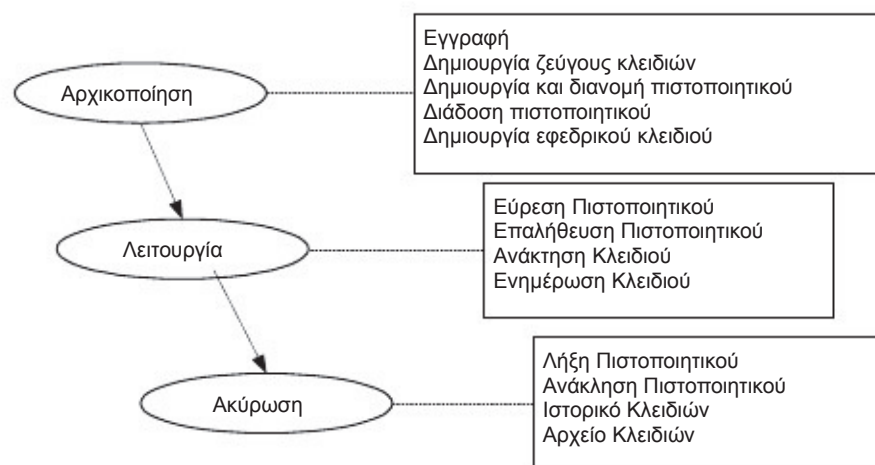 Αρχικοποίηση
Εγγραφή
Δημιουργία ζεύγους κλειδιών
Δημιουργία και διανομή πιστοποιητικού
Διάδοση πιστοποιητικού
Δημιουργία εφεδρικού κλειδιού
Λειτουργία
Εύρεση Πιστοποιητικού
Επαλήθευση Πιστοποιητικού
Ανάκτηση Κλειδιού
Ενημέρωση Κλειδιού
Ακύρωση
Λήξη Πιστοποιητικού
Ανάκληση Πιστοποιητικού
Ιστορικό Κλειδιών
Αρχείο Κλειδιών